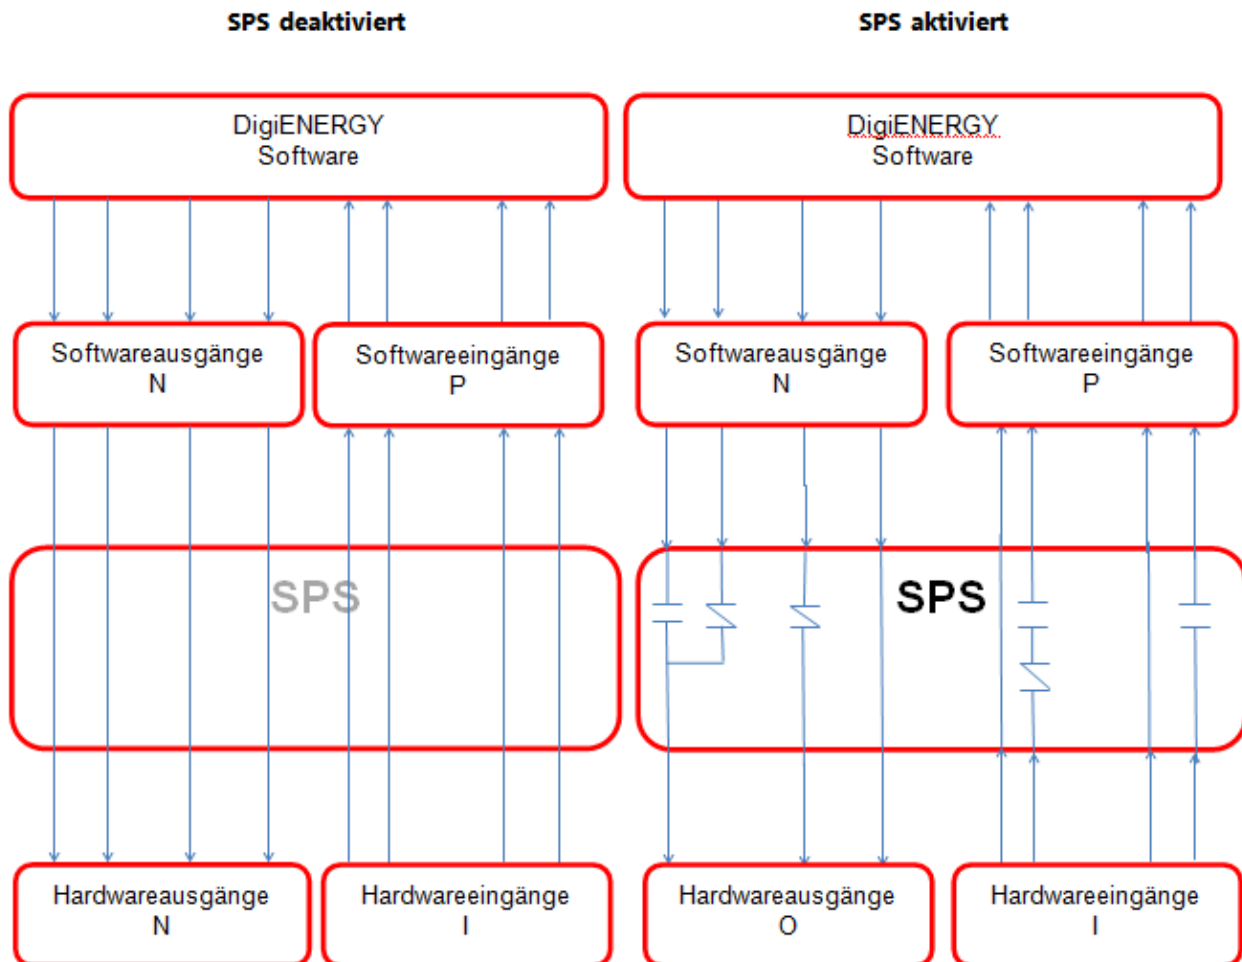 SPS deaktiviert
DigiENERGY
Software
Softwareausgänge
N
Softwareeingänge
P
SPS
Hardwareausgänge
N
Hardwareeingänge
I
SPS aktiviert
DigiENERGY
Software
Softwareausgänge
N
Softwareeingänge
P
SPS
Hardwareausgänge
O
Hardwareeingänge
I